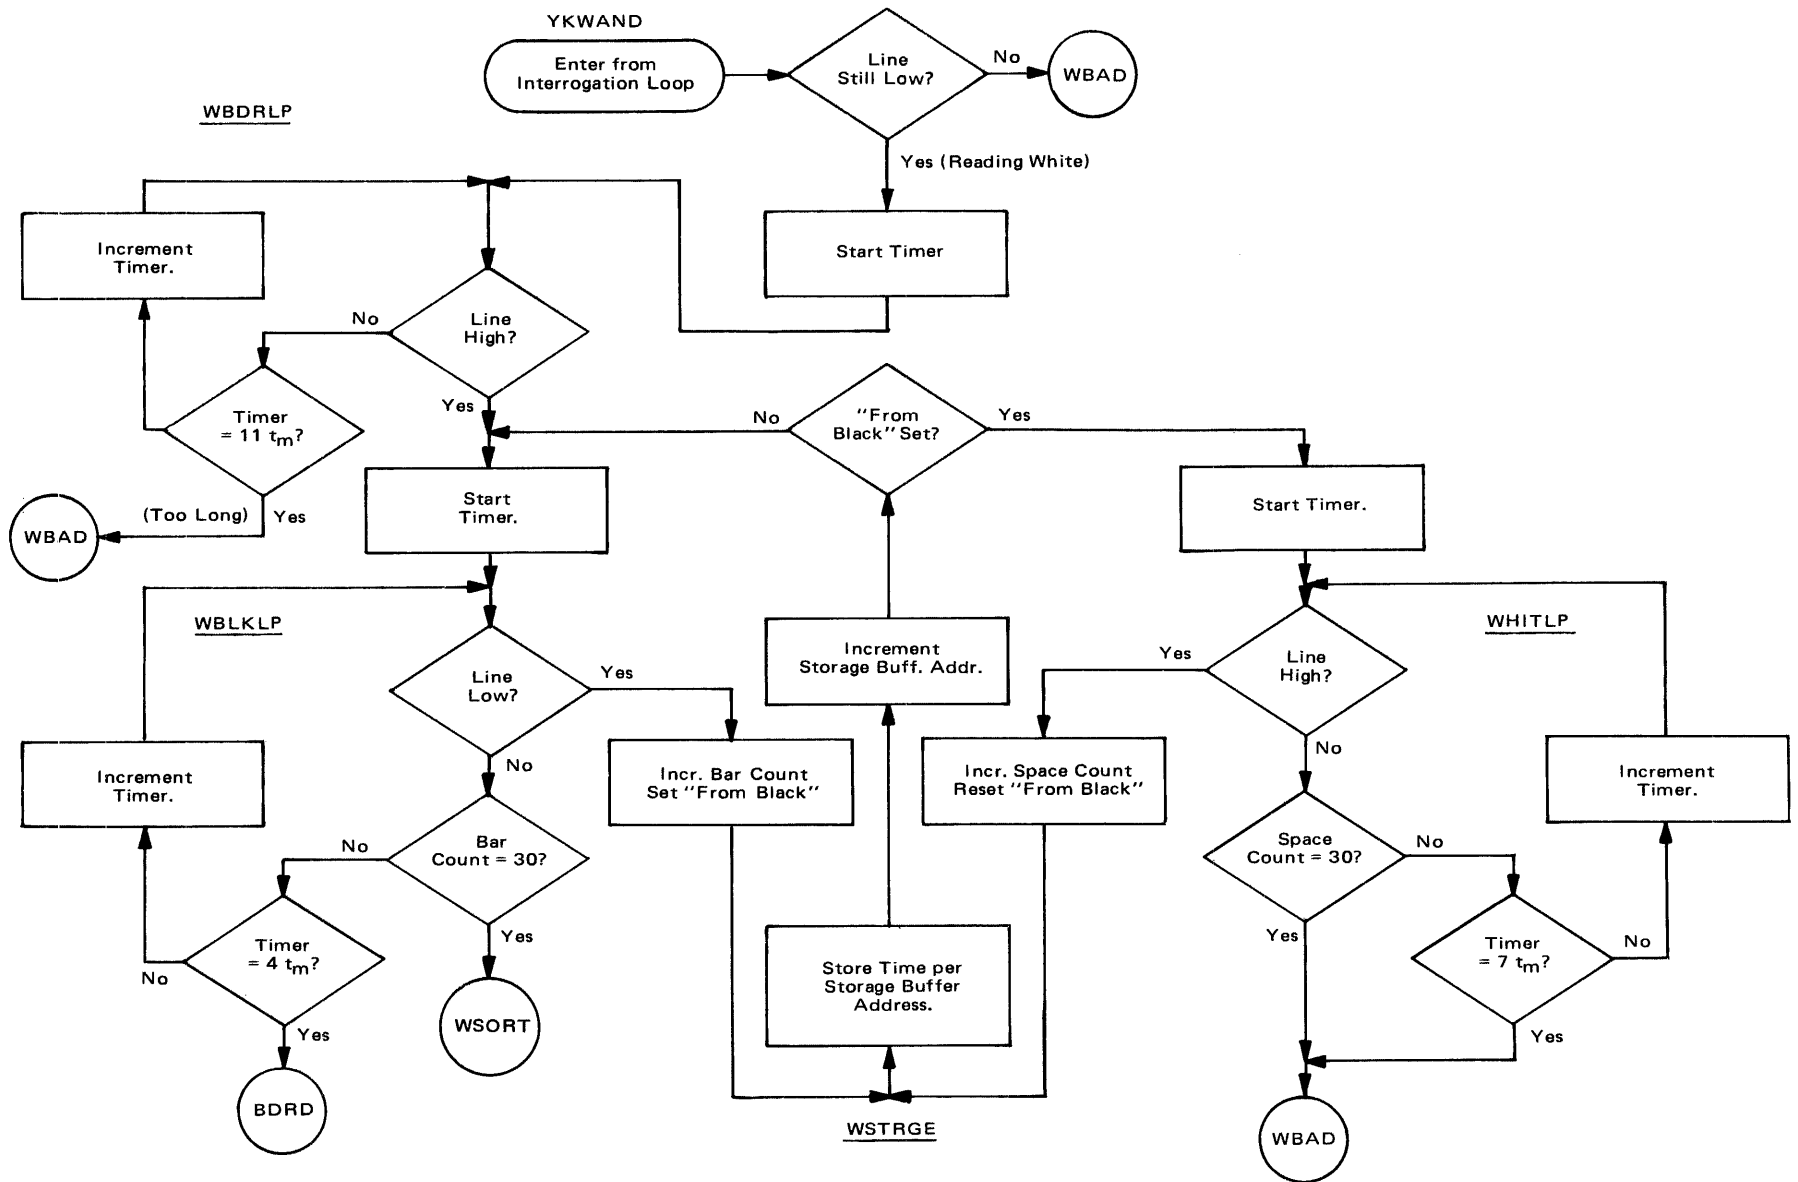 YKWAND
Enter from
Interrogation Loop
Line
Still Low?
No
WBAD
Yes (Reading White)
Start Timer
WBDRLP
Increment
Timer.
Line
High?
No
Yes
Timer
= 11 tm?
(Too Long)
Yes
WBAD
"From
Black" Set?
No
Yes
Start
Timer.
Start Timer.
WBLKLP
Line
Low?
Yes
No
Increment
Timer.
Bar
Count = 30?
No
Yes
Timer
= 4 tm?
No
Yes
BDRD
WSORT
Incr. Bar Count
Set "From Black"
Increment
Storage Buff. Addr.
Store Time per
Storage Buffer
Address.
WSTRGE
Incr. Space Count
Reset "From Black"
WHITLP
Line
High?
Yes
No
Increment
Timer.
Space
Count = 30?
No
Yes
Timer
= 7 tm?
No
Yes
WBAD